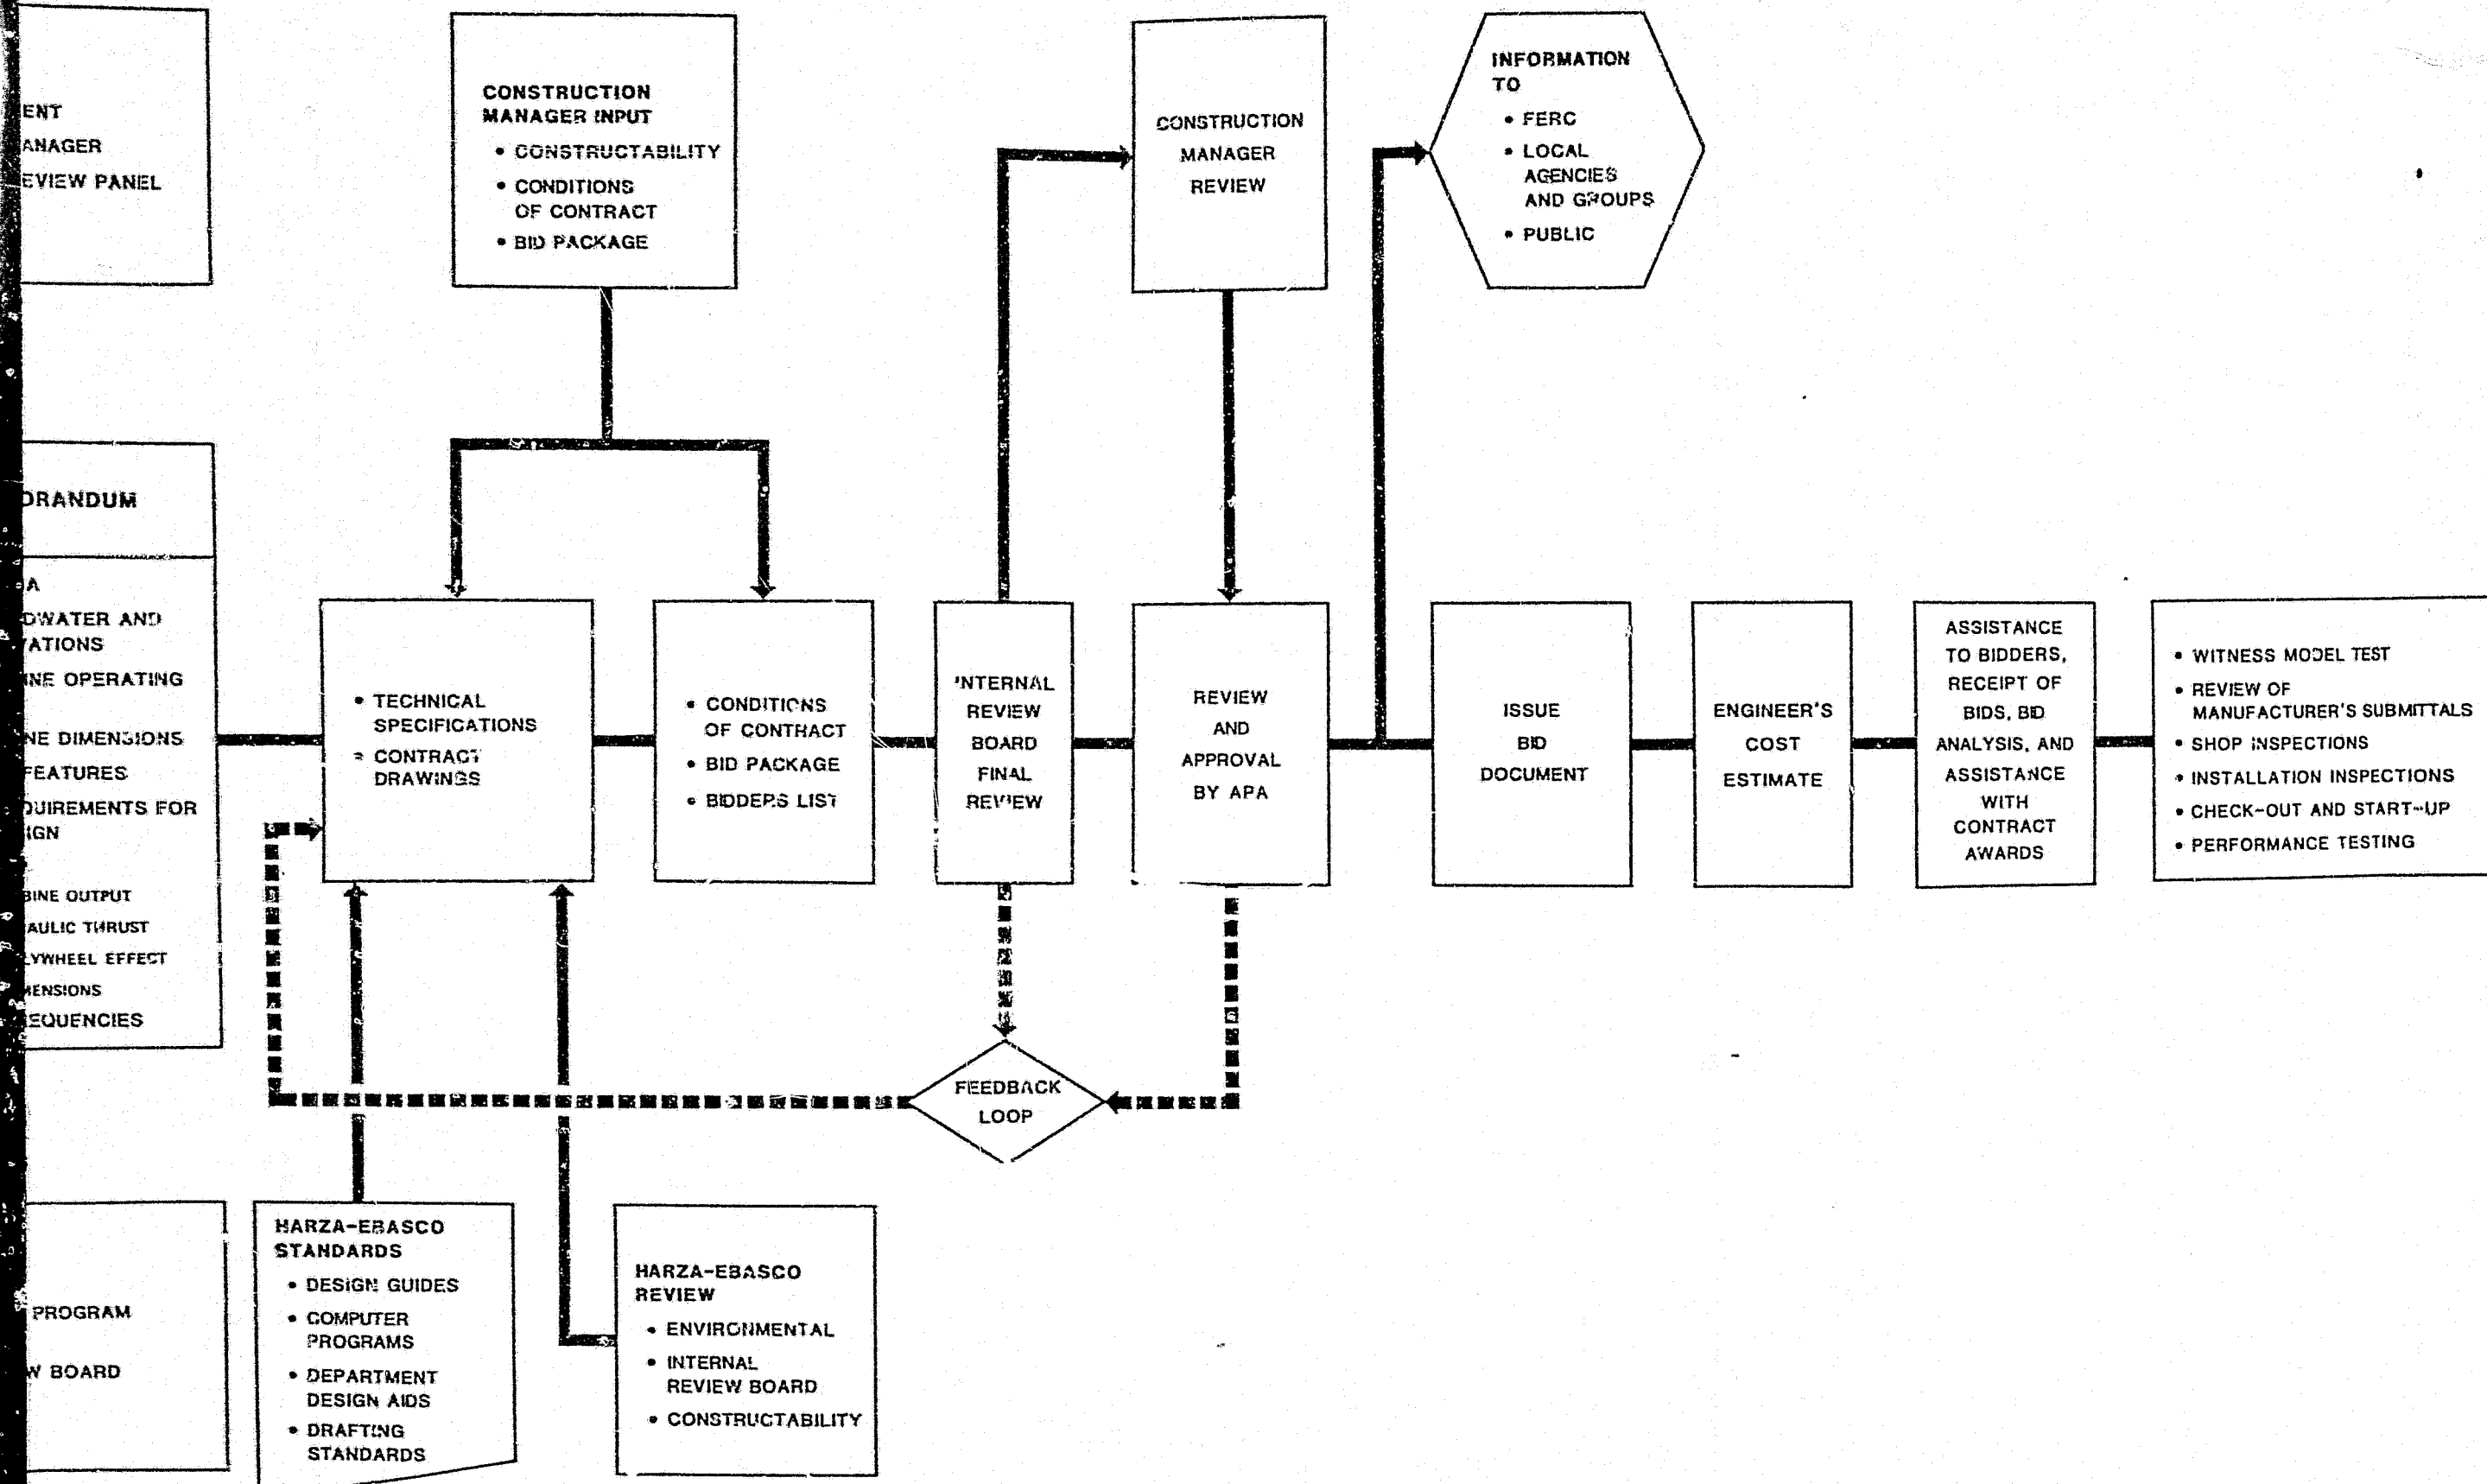 CONSTRUCTION
MANAGER INPUT
• CONSTRUCTABILITY
• CONDITIONS
OF CONTRACT
• BID PACKAGE
CONSTRUCTION
MANAGER
REVIEW
INFORMATION
TO
• FERC
• LOCAL
AGENCIES
AND GROUPS
• PUBLIC
ENT
ANAGER
EVIEW PANEL
ORANDUM
A
DWATER AND
ATIONS
INE OPERATING
NE DIMENSIONS
FEATURES
QUIREMENTS FOR
IGN
BINE OUTPUT
AULIC THRUST
LYWHEEL EFFECT
MENSIONS
EQUENCIES
• TECHNICAL
SPECIFICATIONS
• CONTRACT
DRAWINGS
• CONDITIONS
OF CONTRACT
• BID PACKAGE
• BIDDERS LIST
INTERNAL
REVIEW
BOARD
FINAL
REVIEW
REVIEW
AND
APPROVAL
BY APA
ISSUE
BID
DOCUMENT
ENGINEER'S
COST
ESTIMATE
ASSISTANCE
TO BIDDERS,
RECEIPT OF
BIDS, BID
ANALYSIS, AND
ASSISTANCE
WITH
CONTRACT
AWARDS
• WITNESS MODEL TEST
• REVIEW OF
MANUFACTURER'S SUBMITTALS
• SHOP INSPECTIONS
• INSTALLATION INSPECTIONS
• CHECK-OUT AND START-UP
• PERFORMANCE TESTING
FEEDBACK
LOOP
PROGRAM
W BOARD
HARZA-EBASCO
STANDARDS
• DESIGN GUIDES
• COMPUTER
PROGRAMS
• DEPARTMENT
DESIGN AIDS
• DRAFTING
STANDARDS
HARZA-EBASCO
REVIEW
• ENVIRONMENTAL
• INTERNAL
REVIEW BOARD
• CONSTRUCTABILITY